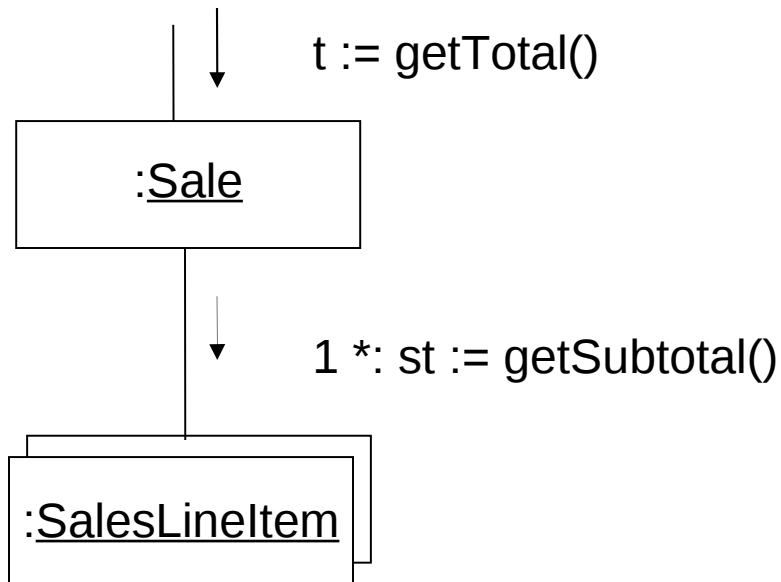 t := getTotal()
:Sale
1 *: st := getSubtotal()
:SalesLineItem